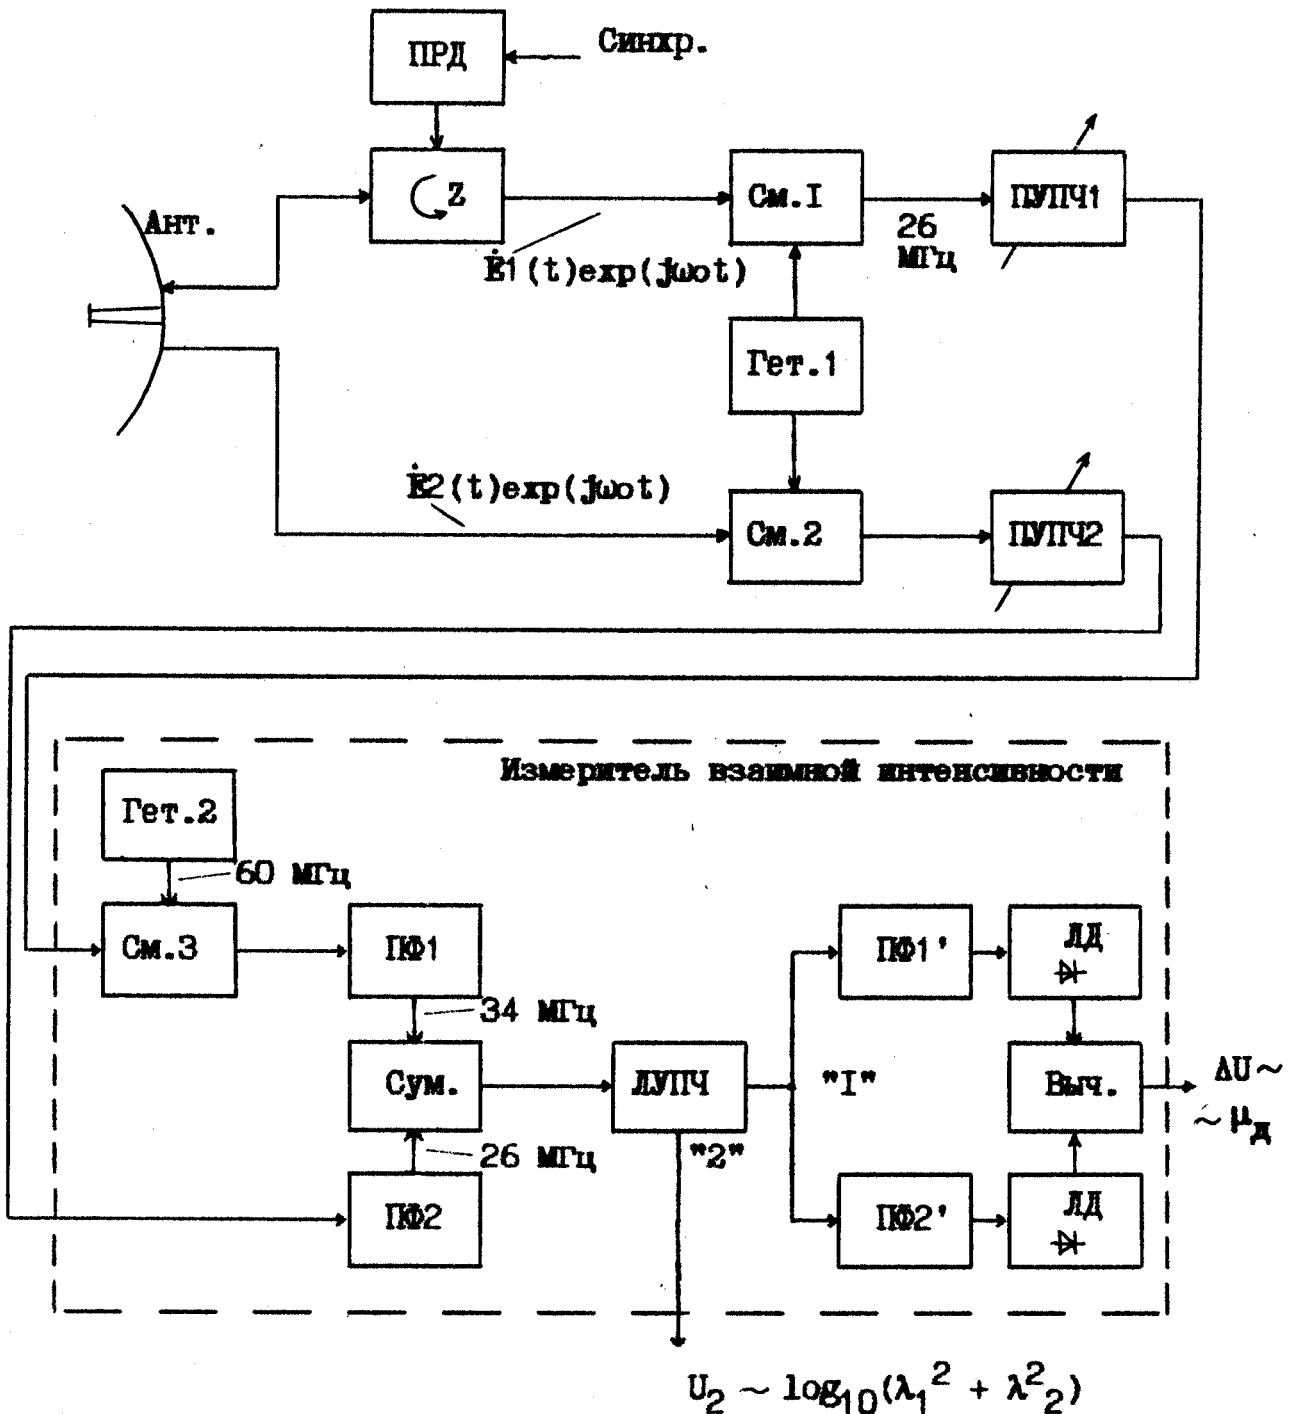 ПРД
Синхр.
Z
См.I
ПУПЧ1
Ант.
26
МГц
Ė1(t)exp(jωot)
Гет.1
Ė2(t)exp(jωot)
См.2
ПУПЧ2
Измеритель взаимной интенсивности
Гет.2
60 МГц
См.3
ПФ1
ПФ1'
ЛД
34 МГц
Сум.
ЛУПЧ
"I"
Выч.
ΔU~
~ μд
26 МГц
"2"
ПФ2
ПФ2'
ЛД
U₂ ~ log₁₀(λ₁² + λ²₂)